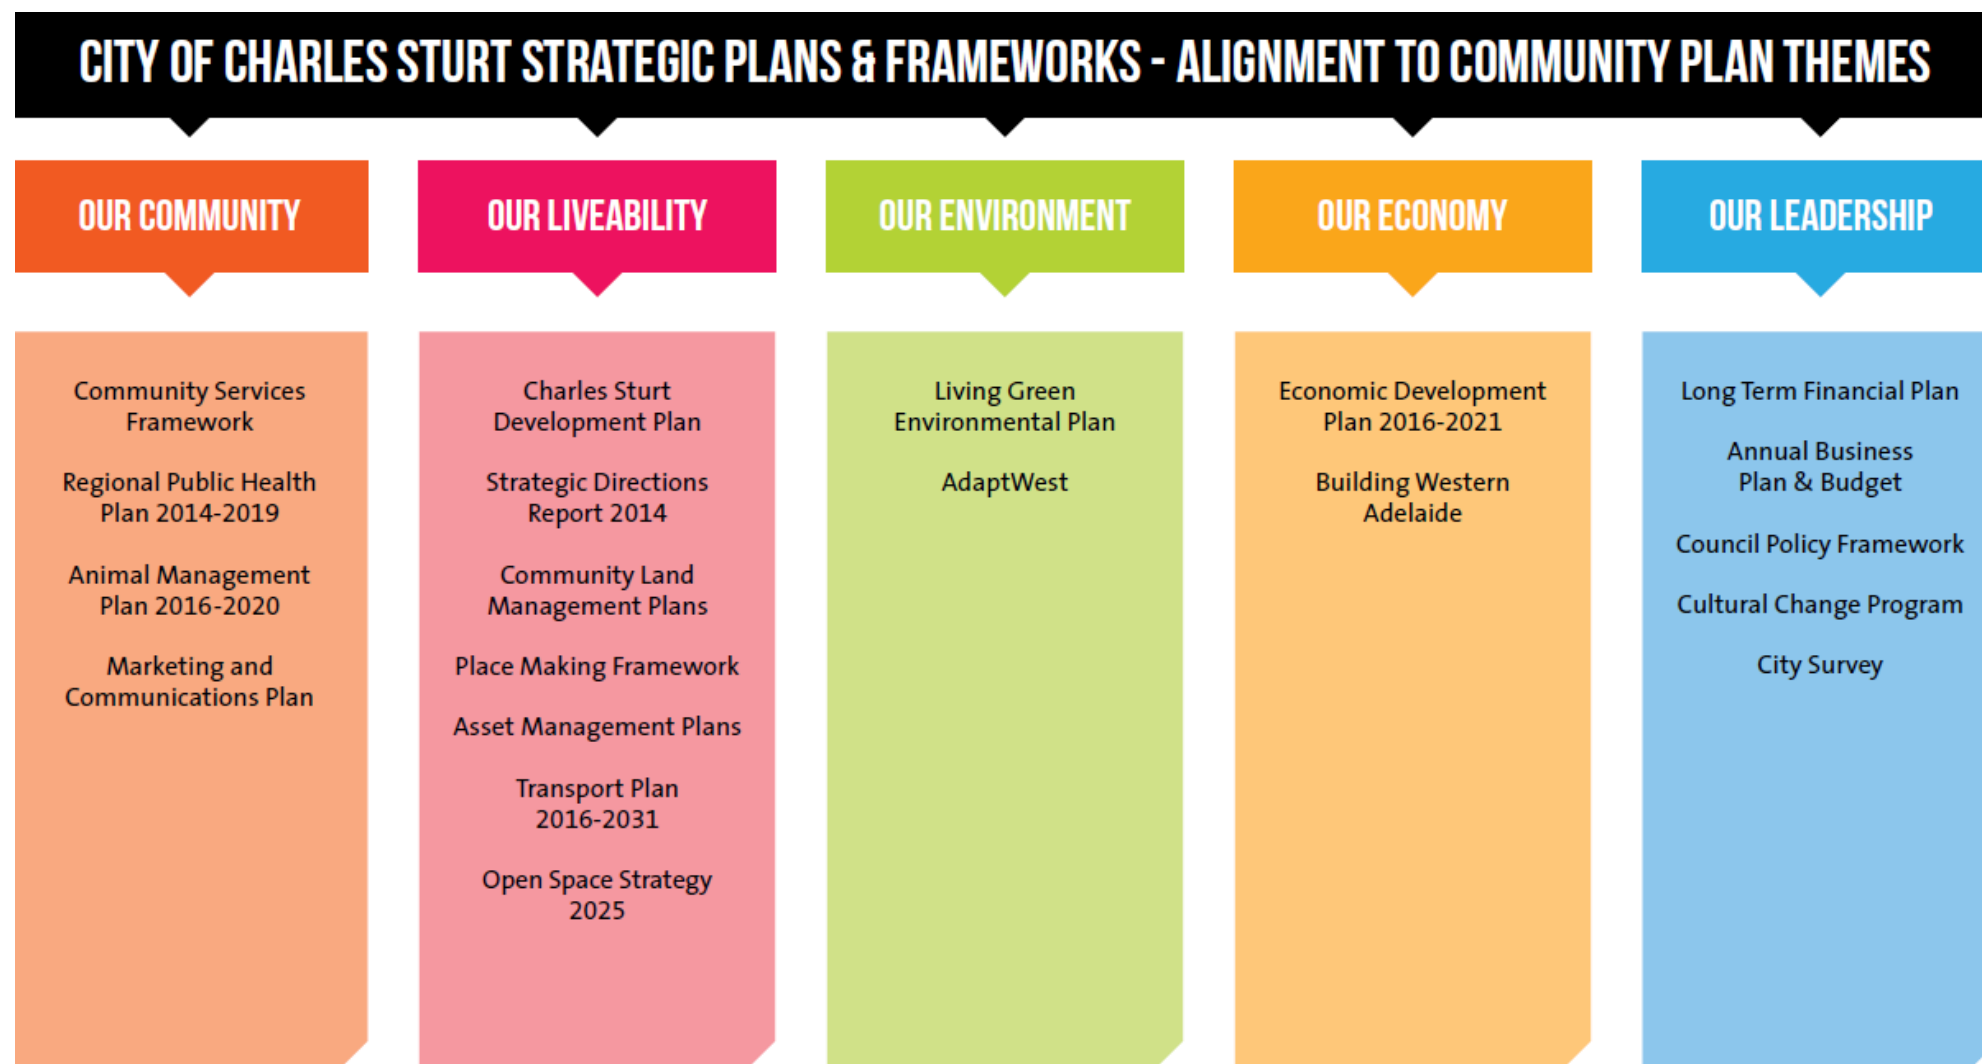 CITY OF CHARLES STURT STRATEGIC PLANS & FRAMEWORKS - ALIGNMENT TO COMMUNITY PLAN THEMES
OUR COMMUNITY
Community Services
Framework
Regional Public Health
Plan 2014-2019
Animal Management
Plan 2016-2020
Marketing and
Communications Plan
OUR LIVEABILITY
Charles Sturt
Development Plan
Strategic Directions
Report 2014
Community Land
Management Plans
Place Making Framework
Asset Management Plans
Transport Plan
2016-2031
Open Space Strategy
2025
OUR ENVIRONMENT
Living Green
Environmental Plan
AdaptWest
OUR ECONOMY
Economic Development
Plan 2016-2021
Building Western
Adelaide
OUR LEADERSHIP
Long Term Financial Plan
Annual Business
Plan & Budget
Council Policy Framework
Cultural Change Program
City Survey